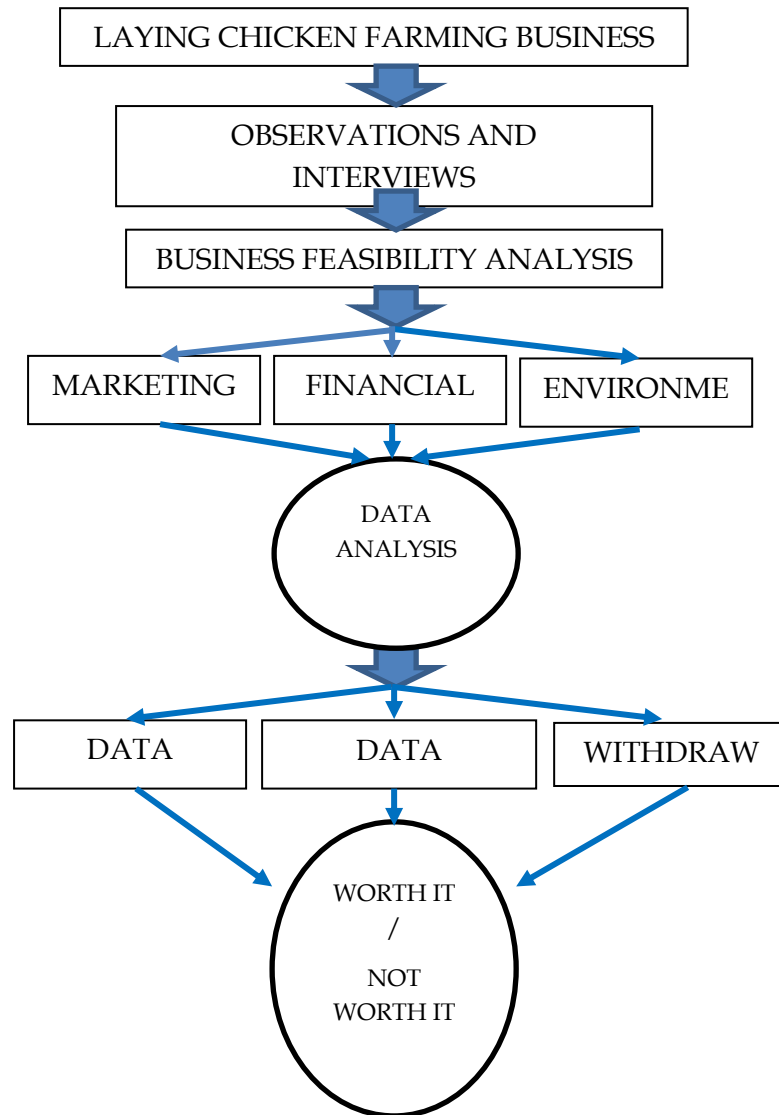 LAYING CHICKEN FARMING BUSINESS
OBSERVATIONS AND
INTERVIEWS
BUSINESS FEASIBILITY ANALYSIS
MARKETING
FINANCIAL
ENVIRONME
DATA
ANALYSIS
DATA
DATA
WITHDRAW
WORTH IT
/
NOT
WORTH IT